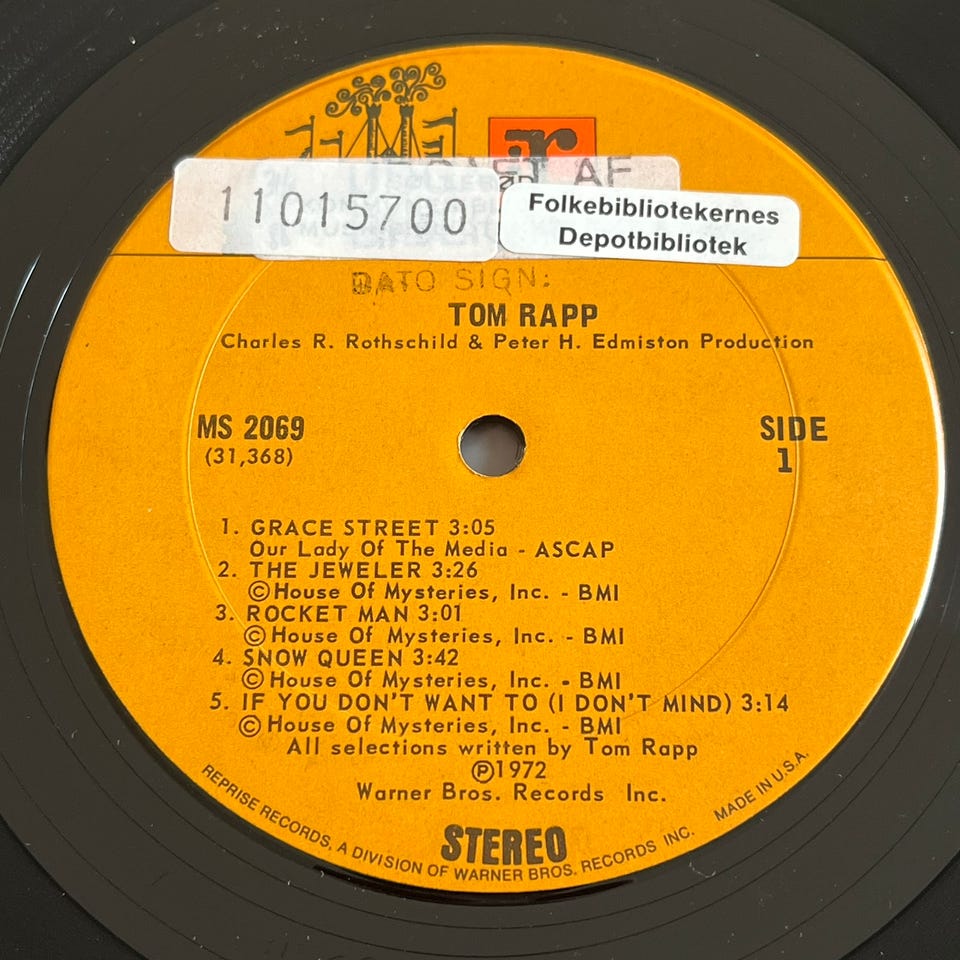 r
AF
11015700
Folkebibliotekernes
Depotbibliotek
DATO SIGN:
TOM RAPP
Charles R. Rothschild & Peter H. Edmiston Production
MS 2069
(31,368)
SIDE
1
1. GRACE STREET 3:05
Our Lady Of The Media - ASCAP
2. THE JEWELER 3:26
©House Of Mysteries, Inc. - BMI
3. ROCKET MAN 3:01
©House Of Mysteries, Inc. - BMI
4. SNOW QUEEN 3:42
©House Of Mysteries, Inc. - BMI
5. IF YOU DON'T WANT TO (I DON'T MIND) 3:14
©House Of Mysteries, Inc. - BMI
All selections written by Tom Rapp
℗1972
Warner Bros. Records Inc.
STEREO
REPRISE RECORDS, A DIVISION OF WARNER BROS. RECORDS INC. MADE IN U.S.A.